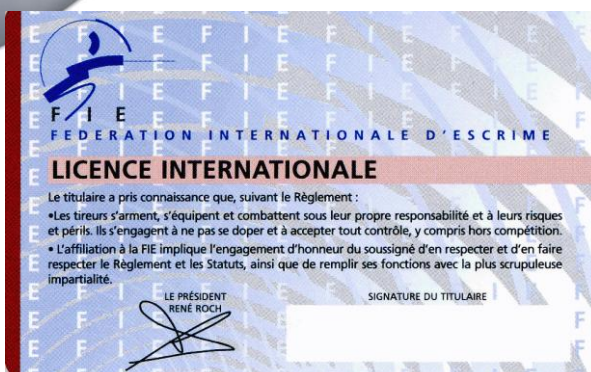 F I E
FEDERATION INTERNATIONALE D'ESCRIME
LICENCE INTERNATIONALE
Le titulaire a pris connaissance que, suivant le Règlement :
•Les tireurs s'arment, s'équipent et combattent sous leur propre responsabilité et à leurs risques
et périls. Ils s'engagent à ne pas se doper et à accepter tout contrôle, y compris hors compétition.
• L'affiliation à la FIE implique l'engagement d'honneur du soussigné d'en respecter et d'en faire
respecter le Règlement et les Statuts, ainsi que de remplir ses fonctions avec la plus scrupuleuse
impartialité.
LE PRÉSIDENT
RENÉ ROCH
SIGNATURE DU TITULAIRE